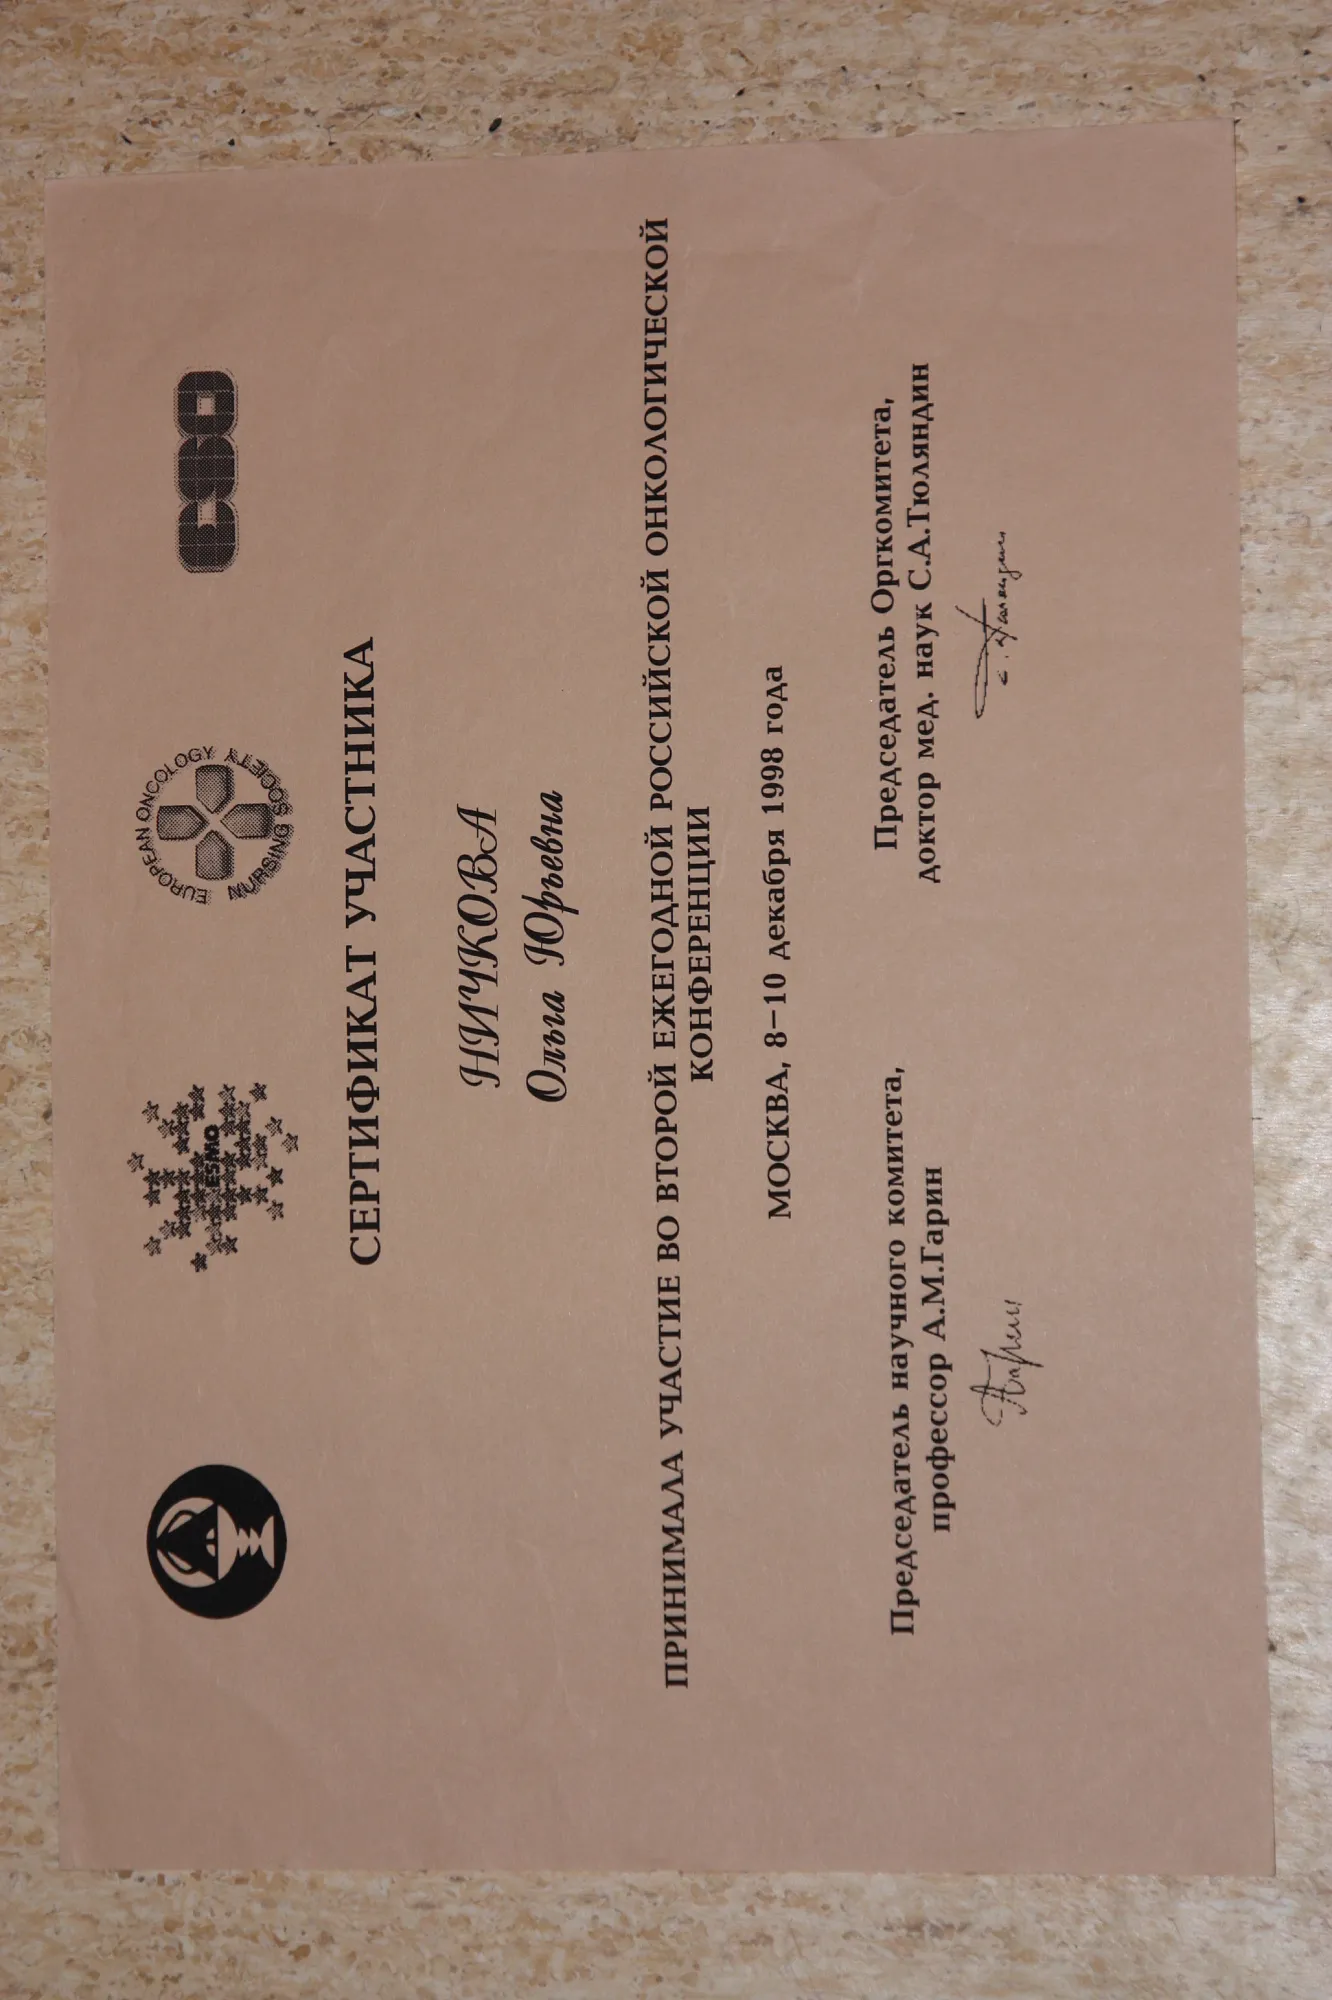 ESMO
EUROPEAN ONCOLOGY
NURSING SOCIETY
ESO
СЕРТИФИКАТ УЧАСТНИКА
НИЧКОВА
Ольга Юрьевна
ПРИНИМАЛА УЧАСТИЕ ВО ВТОРОЙ ЕЖЕГОДНОЙ РОССИЙСКОЙ ОНКОЛОГИЧЕСКОЙ
КОНФЕРЕНЦИИ
МОСКВА, 8–10 декабря 1998 года
Председатель научного комитета,
профессор А.М.Гарин
Председатель Оргкомитета,
доктор мед. наук С.А.Тюляндин